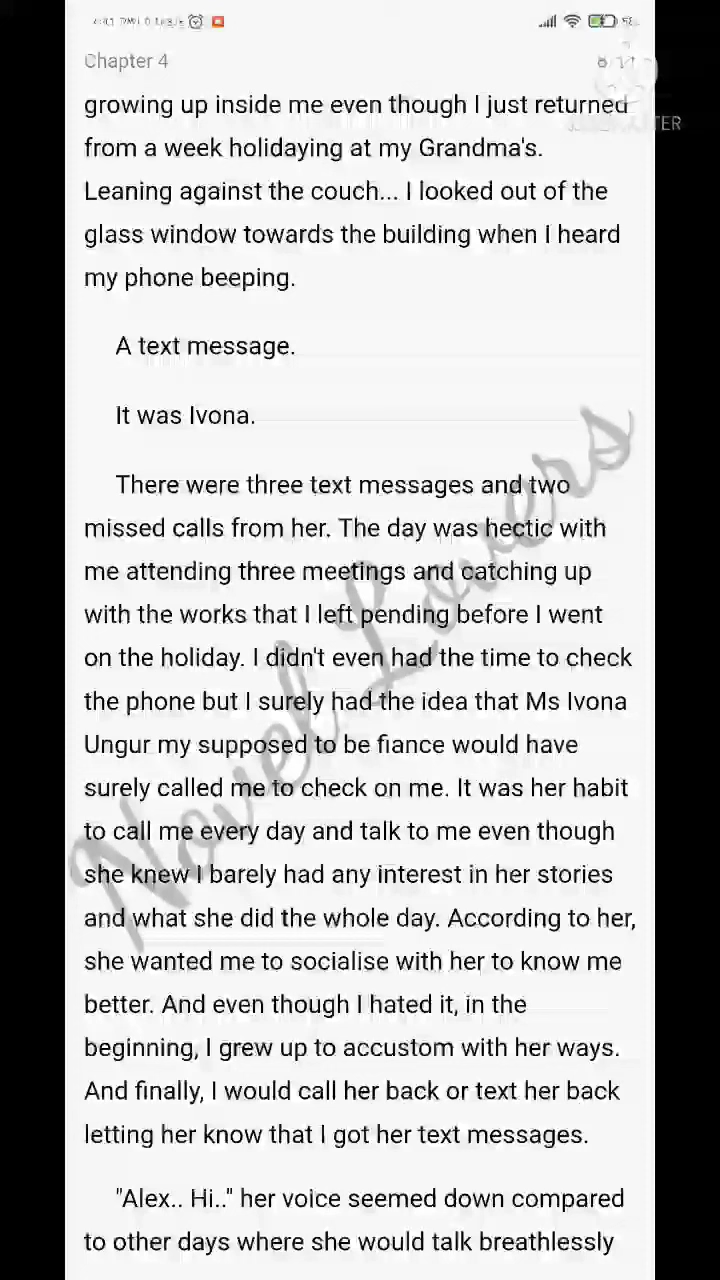 Chapter 4
growing up inside me even though I just returned
from a week holidaying at my Grandma's.
Leaning against the couch... I looked out of the
glass window towards the building when I heard
my phone beeping.
A text message.
It was Ivona.
There were three text messages and two
missed calls from her. The day was hectic with
me attending three meetings and catching up
with the works that I left pending before I went
on the holiday. I didn't even had the time to check
the phone but I surely had the idea that Ms Ivona
Ungur my supposed to be fiance would have
surely called me to check on me. It was her habit
to call me every day and talk to me even though
she knew I barely had any interest in her stories
and what she did the whole day. According to her,
she wanted me to socialise with her to know me
better. And even though I hated it, in the
beginning, I grew up to accustom with her ways.
And finally, I would call her back or text her back
letting her know that I got her text messages.
"Alex.. Hi.." her voice seemed down compared
to other days where she would talk breathlessly
Novel Lovers